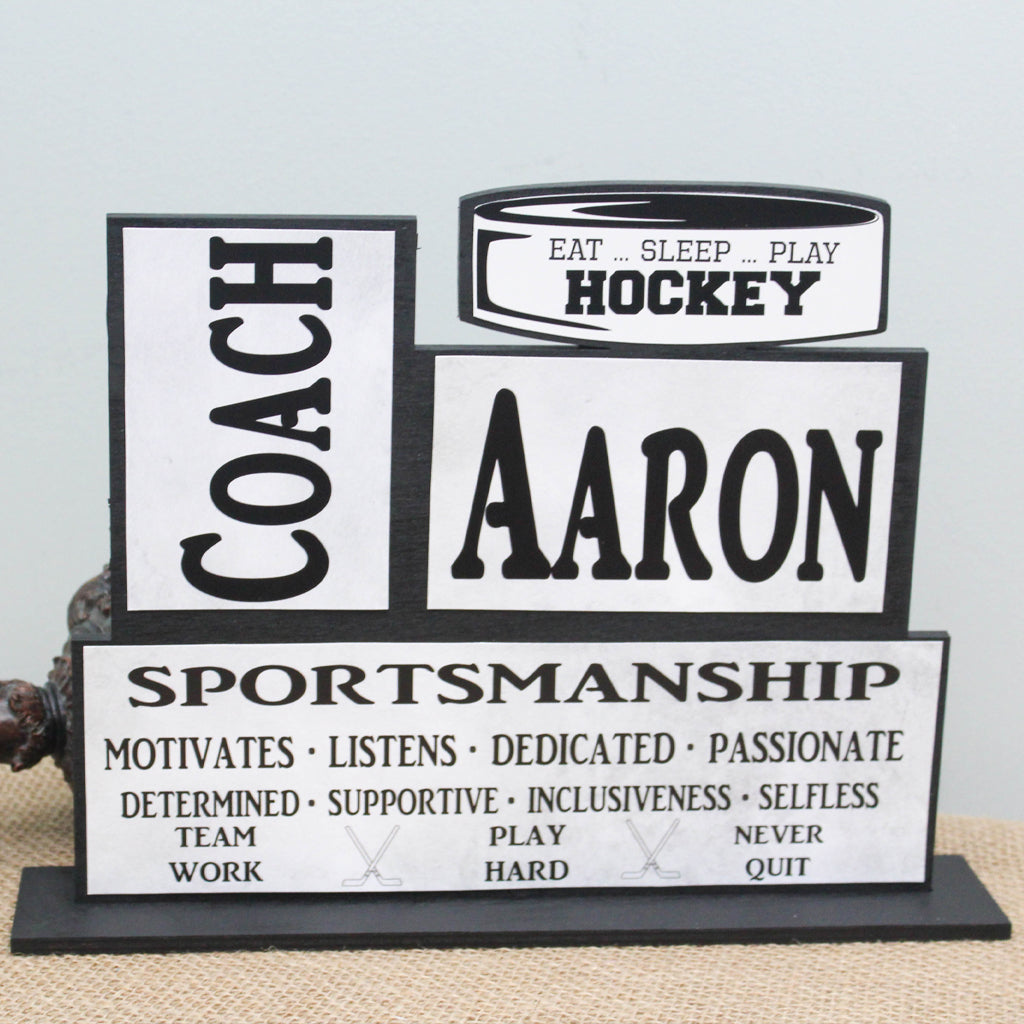 COACH
EAT ... SLEEP ... PLAY
HOCKEY
AARON
SPORTSMANSHIP
MOTIVATES · LISTENS · DEDICATED · PASSIONATE
DETERMINED · SUPPORTIVE · INCLUSIVENESS · SELFLESS
TEAM PLAY NEVER
WORK HARD QUIT